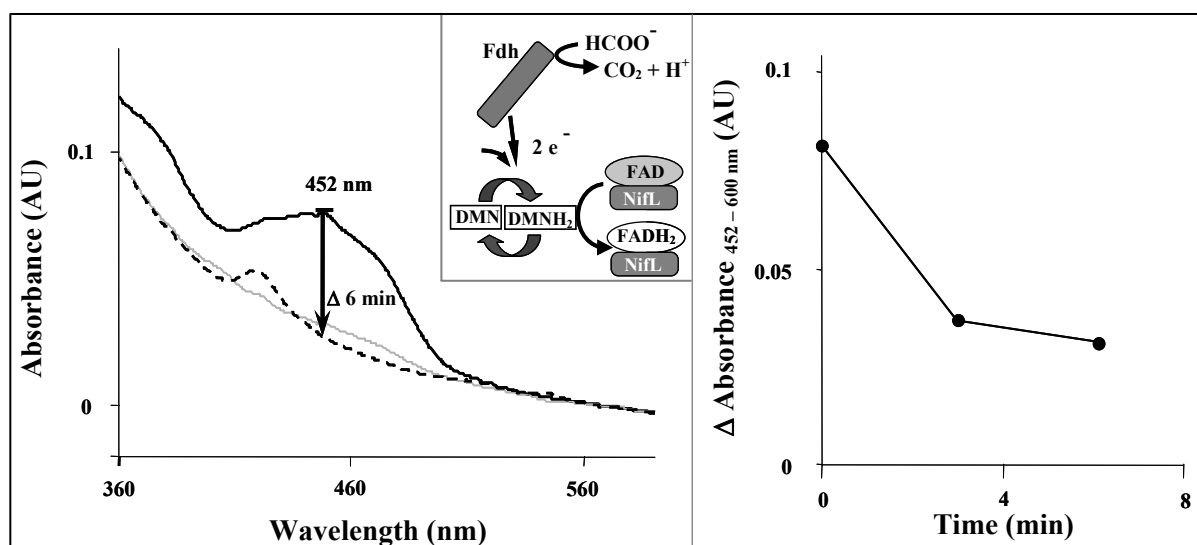 Absorbance (AU)
0.1
0
360
460
560
Wavelength (nm)
452 nm
Δ 6 min
Fdh
HCOO⁻
CO₂ + H⁺
2 e⁻
DMN
DMNH₂
FAD
NifL
FADH₂
NifL
Δ Absorbance 452 – 600 nm (AU)
0.1
0.05
0
0
4
8
Time (min)